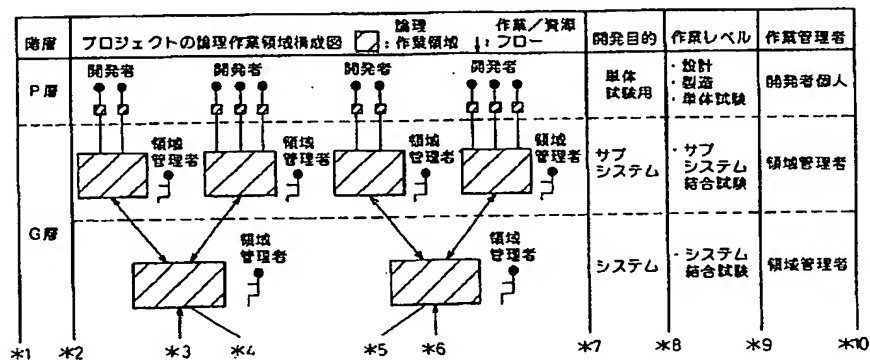 階層
プロジェクトの論理作業領域構成図
論理
:作業領域
作業/資源
:フロー
開発目的
作業レベル
作業管理者
P層
開発者
開発者
開発者
開発者
単体
試験用
・設計
・製造
・単体試験
開発者個人
領域
管理者
領域
管理者
領域
管理者
領域
管理者
サブ
システム
・サブ
システム
結合試験
領域管理者
G層
領域
管理者
領域
管理者
システム
・システム
結合試験
領域管理者
*1
*2
*3
*4
*5
*6
*7
*8
*9
*10